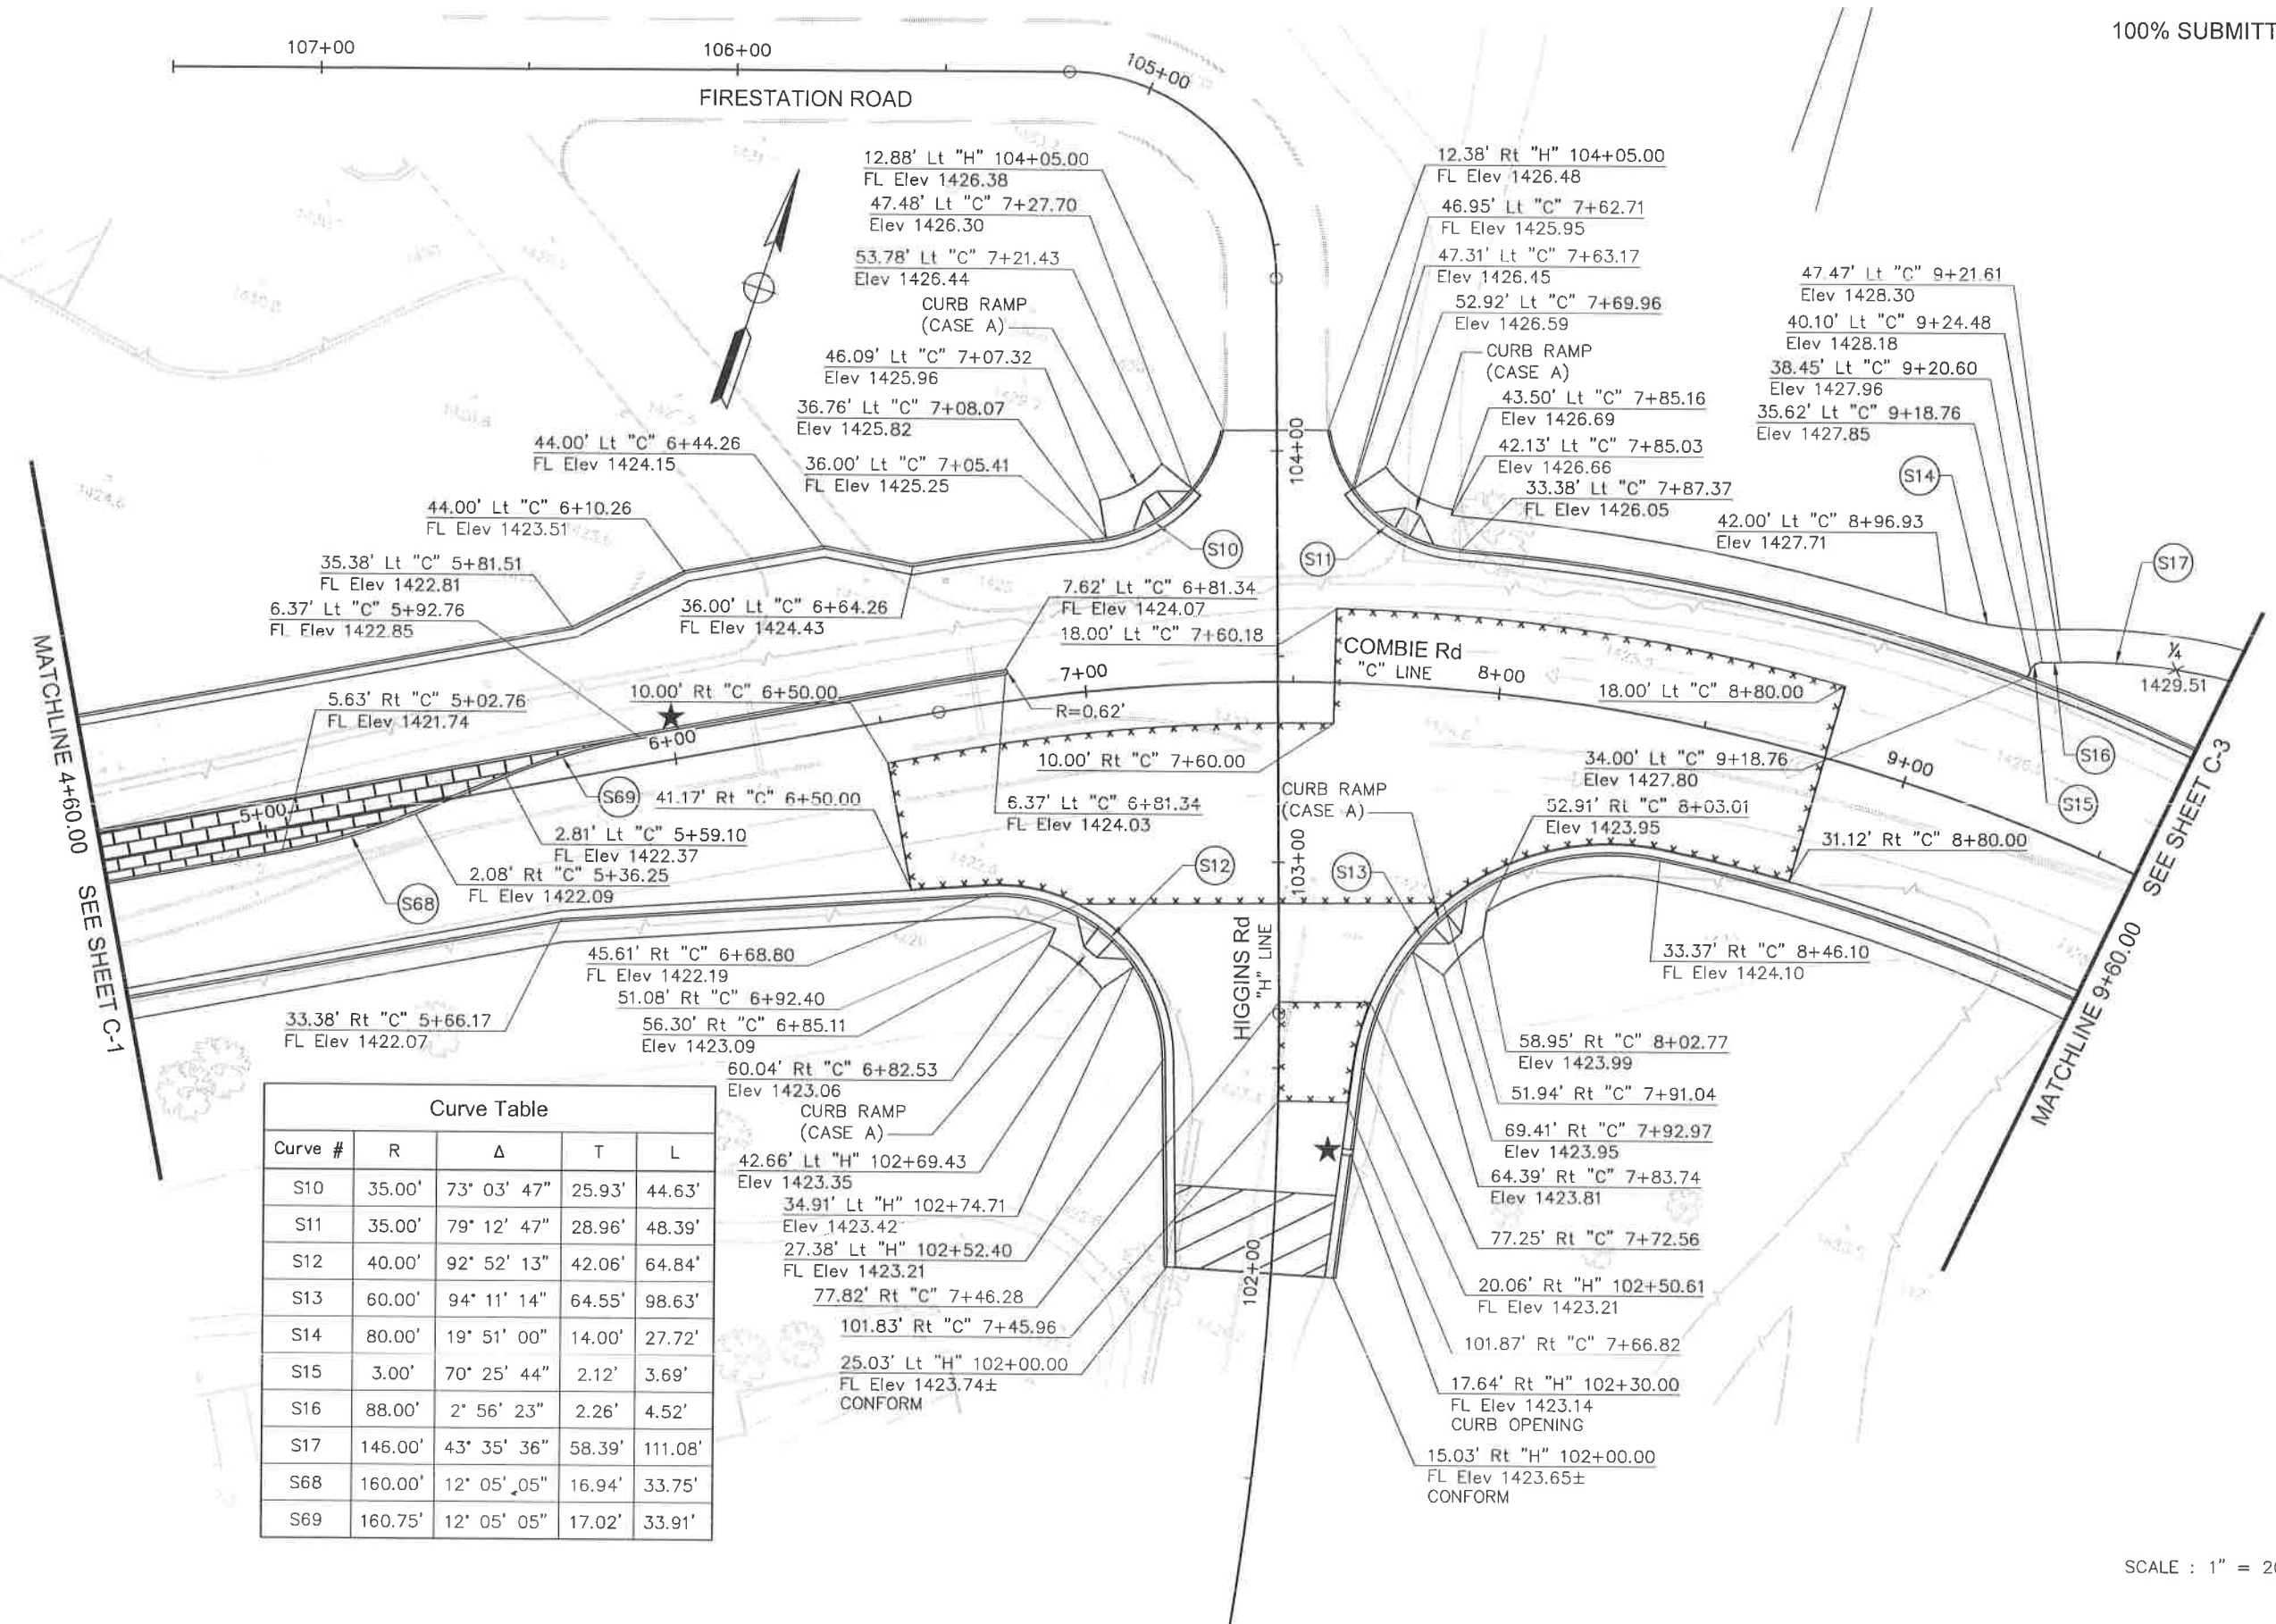 100% SUBMITT
107+00
106+00
105+00
FIRESTATION ROAD
12.88' Lt "H" 104+05.00
FL Elev 1426.38
47.48' Lt "C" 7+27.70
Elev 1426.30
53.78' Lt "C" 7+21.43
Elev 1426.44
CURB RAMP
(CASE A)
46.09' Lt "C" 7+07.32
Elev 1425.96
36.76' Lt "C" 7+08.07
Elev 1425.82
36.00' Lt "C" 7+05.41
FL Elev 1425.25
12.38' Rt "H" 104+05.00
FL Elev 1426.48
46.95' Lt "C" 7+62.71
FL Elev 1425.95
47.31' Lt "C" 7+63.17
Elev 1426.45
52.92' Lt "C" 7+69.96
Elev 1426.59
CURB RAMP
(CASE A)
43.50' Lt "C" 7+85.16
Elev 1426.69
42.13' Lt "C" 7+85.03
Elev 1426.66
33.38' Lt "C" 7+87.37
FL Elev 1426.05
47.47' Lt "C" 9+21.61
Elev 1428.30
40.10' Lt "C" 9+24.48
Elev 1428.18
38.45' Lt "C" 9+20.60
Elev 1427.96
35.62' Lt "C" 9+18.76
Elev 1427.85
S14
42.00' Lt "C" 8+96.93
Elev 1427.71
S17
44.00' Lt "C" 6+44.26
FL Elev 1424.15
44.00' Lt "C" 6+10.26
FL Elev 1423.51
35.38' Lt "C" 5+81.51
FL Elev 1422.81
6.37' Lt "C" 5+92.76
FL Elev 1422.85
36.00' Lt "C" 6+64.26
FL Elev 1424.43
104+00
S10
S11
7.62' Lt "C" 6+81.34
FL Elev 1424.07
18.00' Lt "C" 7+60.18
COMBIE Rd
"C" LINE
7+00
8+00
18.00' Lt "C" 8+80.00
1/4
1429.51
MATCHLINE 4+60.00 SEE SHEET C-1
5.63' Rt "C" 5+02.76
FL Elev 1421.74
10.00' Rt "C" 6+50.00
R=0.62'
6+00
5+00
S69
41.17' Rt "C" 6+50.00
10.00' Rt "C" 7+60.00
34.00' Lt "C" 9+18.76
Elev 1427.80
9+00
S16
S15
6.37' Lt "C" 6+81.34
FL Elev 1424.03
CURB RAMP
(CASE A)
52.91' Rt "C" 8+03.01
Elev 1423.95
31.12' Rt "C" 8+80.00
2.81' Lt "C" 5+59.10
FL Elev 1422.37
2.08' Rt "C" 5+36.25
FL Elev 1422.09
S68
S12
103+00
S13
HIGGINS Rd
"H" LINE
MATCHLINE 9+60.00 SEE SHEET C-3
45.61' Rt "C" 6+68.80
FL Elev 1422.19
51.08' Rt "C" 6+92.40
56.30' Rt "C" 6+85.11
Elev 1423.09
33.38' Rt "C" 5+66.17
FL Elev 1422.07
60.04' Rt "C" 6+82.53
Elev 1423.06
CURB RAMP
(CASE A)
42.66' Lt "H" 102+69.43
Elev 1423.35
34.91' Lt "H" 102+74.71
Elev 1423.42
27.38' Lt "H" 102+52.40
FL Elev 1423.21
77.82' Rt "C" 7+46.28
101.83' Rt "C" 7+45.96
25.03' Lt "H" 102+00.00
FL Elev 1423.74±
CONFORM
102+00
33.37' Rt "C" 8+46.10
FL Elev 1424.10
58.95' Rt "C" 8+02.77
Elev 1423.99
51.94' Rt "C" 7+91.04
69.41' Rt "C" 7+92.97
Elev 1423.95
64.39' Rt "C" 7+83.74
Elev 1423.81
77.25' Rt "C" 7+72.56
20.06' Rt "H" 102+50.61
FL Elev 1423.21
101.87' Rt "C" 7+66.82
17.64' Rt "H" 102+30.00
FL Elev 1423.14
CURB OPENING
15.03' Rt "H" 102+00.00
FL Elev 1423.65±
CONFORM
Curve Table
Curve # R Δ T L
S10 35.00' 73° 03' 47" 25.93' 44.63'
S11 35.00' 79° 12' 47" 28.96' 48.39'
S12 40.00' 92° 52' 13" 42.06' 64.84'
S13 60.00' 94° 11' 14" 64.55' 98.63'
S14 80.00' 19° 51' 00" 14.00' 27.72'
S15 3.00' 70° 25' 44" 2.12' 3.69'
S16 88.00' 2° 56' 23" 2.26' 4.52'
S17 146.00' 43° 35' 36" 58.39' 111.08'
S68 160.00' 12° 05' 05" 16.94' 33.75'
S69 160.75' 12° 05' 05" 17.02' 33.91'
SCALE : 1" = 2